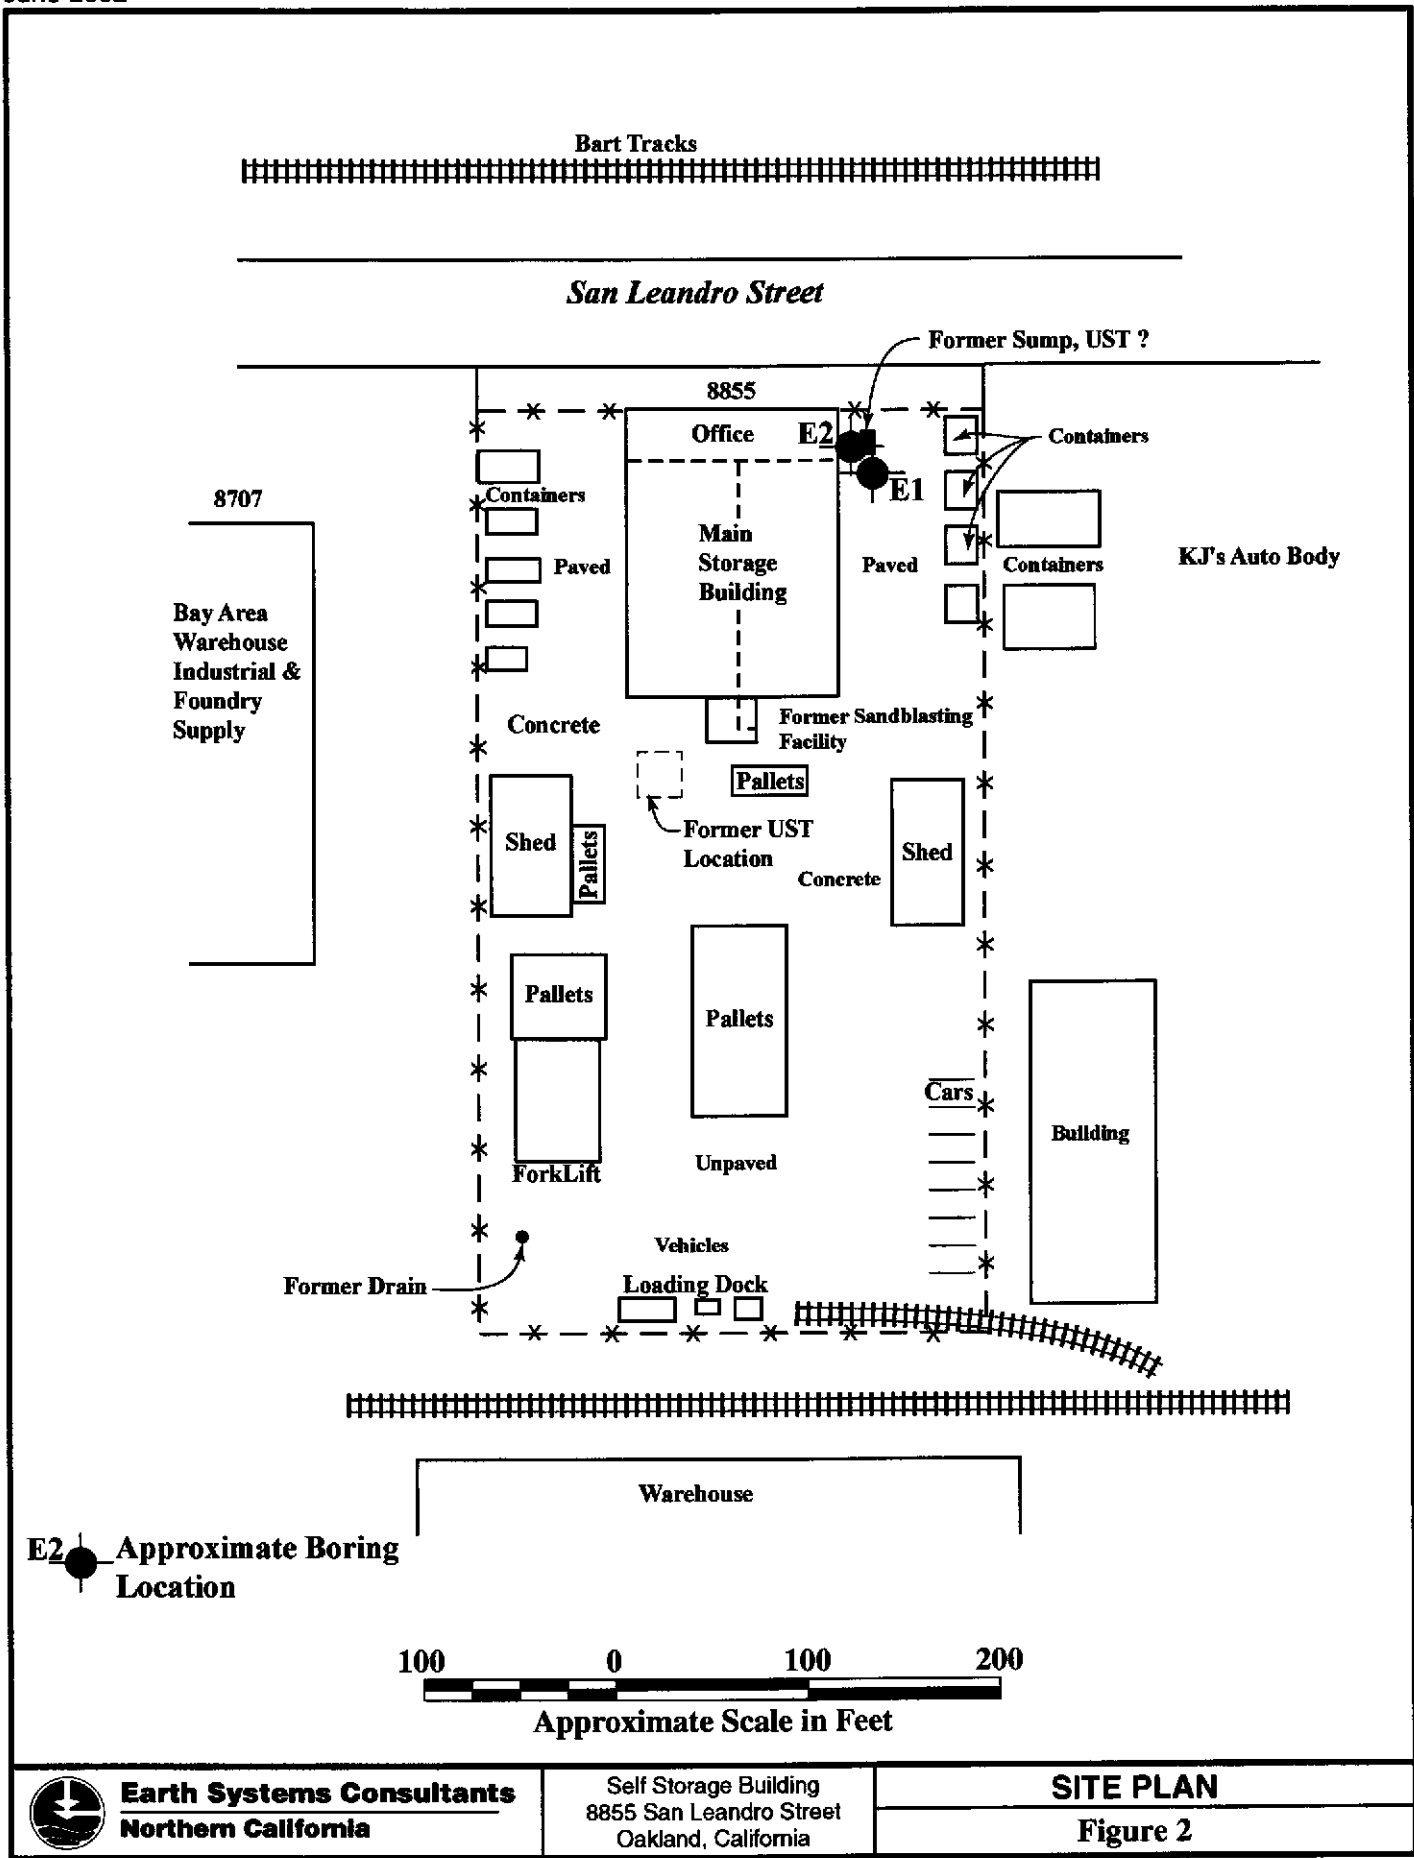 Bart Tracks
San Leandro Street
Former Sump, UST ?
8855
Office
E2
E1
Containers
Containers
8707
Main
Storage
Building
Paved
Paved
Containers
KJ's Auto Body
Bay Area
Warehouse
Industrial &
Foundry
Supply
Concrete
Former Sandblasting
Facility
Pallets
Former UST
Location
Shed
Pallets
Shed
Concrete
Pallets
Pallets
Cars
Building
Unpaved
ForkLift
Vehicles
Former Drain
Loading Dock
Warehouse
E2
Approximate Boring
Location
100 0 100 200
Approximate Scale in Feet
Earth Systems Consultants
Northern California
Self Storage Building
8855 San Leandro Street
Oakland, California
SITE PLAN
Figure 2